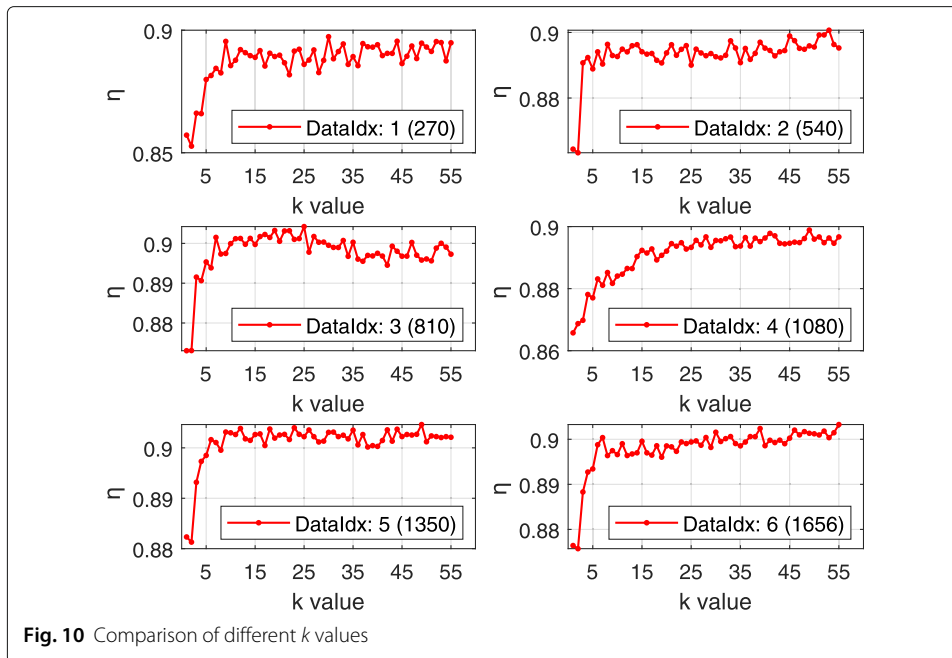 0.9
0.85
η
DataIdx: 1 (270)
5 15 25 35 45 55
k value
0.9
0.88
η
DataIdx: 2 (540)
5 15 25 35 45 55
k value
0.9
0.89
0.88
η
DataIdx: 3 (810)
5 15 25 35 45 55
k value
0.9
0.88
0.86
η
DataIdx: 4 (1080)
5 15 25 35 45 55
k value
0.9
0.89
0.88
η
DataIdx: 5 (1350)
5 15 25 35 45 55
k value
0.9
0.89
0.88
η
DataIdx: 6 (1656)
5 15 25 35 45 55
k value
Fig. 10 Comparison of different k values